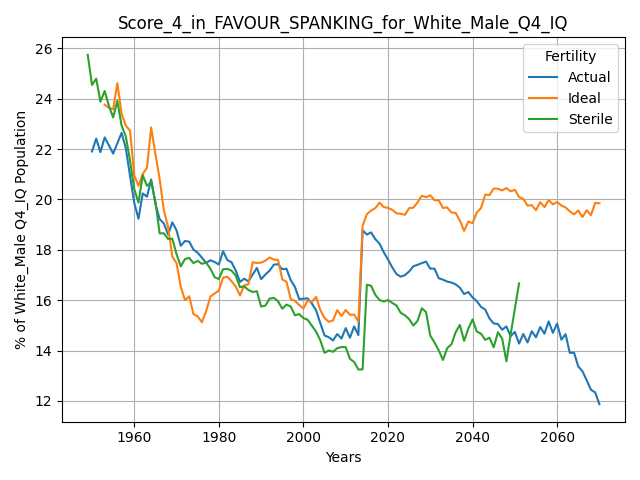 Score_4_in_FAVOUR_SPANKING_for_White_Male_Q4_IQ
% of White_Male Q4_IQ Population
26
24
22
20
18
16
14
12
Fertility
Actual
Ideal
Sterile
1960 1980 2000 2020 2040 2060
Years